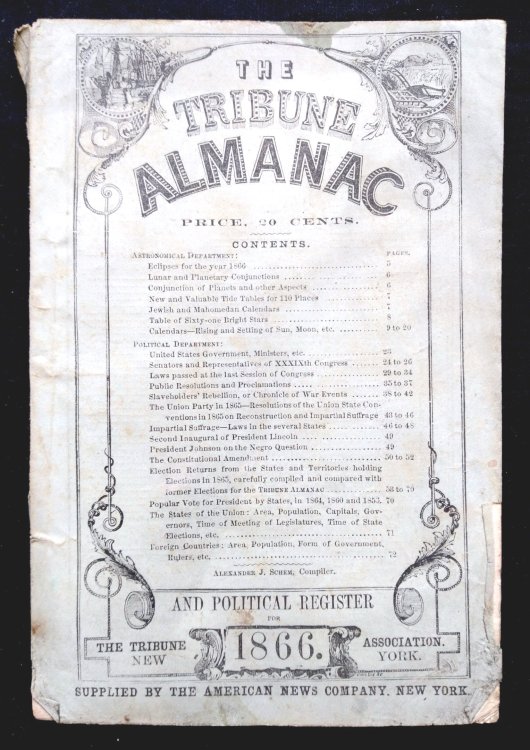 THE
TRIBUNE
ALMANAC
PRICE, 20 CENTS.
CONTENTS.
ASTRONOMICAL DEPARTMENT: PAGES.
Eclipses for the year 1866 .......... 5
Lunar and Planetary Conjunctions .......... 6
Conjunction of Planets and other Aspects .......... 6
New and Valuable Tide Tables for 110 Places .......... 7
Jewish and Mahomedan Calendars .......... 7
Table of Sixty-one Bright Stars .......... 8
Calendars—Rising and Setting of Sun, Moon, etc. .......... 9 to 20
POLITICAL DEPARTMENT:
United States Government, Ministers, etc. .......... 23
Senators and Representatives of XXXIXth Congress .......... 24 to 26
Laws passed at the last Session of Congress .......... 29 to 34
Public Resolutions and Proclamations .......... 35 to 37
Slaveholders' Rebellion, or Chronicle of War Events .......... 38 to 42
The Union Party in 1865—Resolutions of the Union State Con-
ventions in 1865 on Reconstruction and Impartial Suffrage 43 to 46
Impartial Suffrage—Laws in the several States .......... 46 to 48
Second Inaugural of President Lincoln .......... 49
President Johnson on the Negro Question .......... 49
The Constitutional Amendment .......... 50 to 52
Election Returns from the States and Territories holding
Elections in 1865, carefully compiled and compared with
former Elections for the TRIBUNE ALMANAC .......... 53 to 79
Popular Vote for President by States, in 1864, 1860 and 1852. 70
The States of the Union: Area, Population, Capitals, Gov-
ernors, Time of Meeting of Legislatures, Time of State
Elections, etc. .......... 71
Foreign Countries: Area, Population, Form of Government,
Rulers, etc. .......... 72
ALEXANDER J. SCHEM, Compiler.
AND POLITICAL REGISTER
FOR
1866.
THE TRIBUNE ASSOCIATION.
NEW YORK.
SUPPLIED BY THE AMERICAN NEWS COMPANY, NEW YORK.